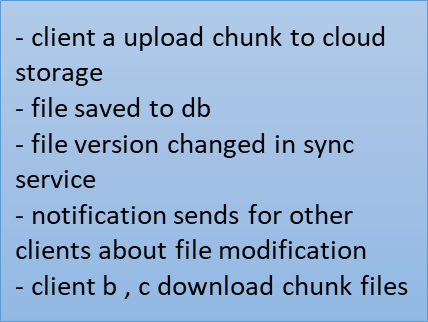 - client a upload chunk to cloud
storage
- file saved to db
- file version changed in sync
service
- notification sends for other
clients about file modification
- client b , c download chunk files